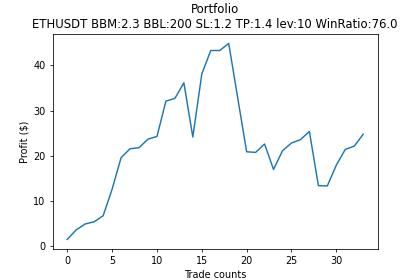 Portfolio
ETHUSDT BBM:2.3 BBL:200 SL:1.2 TP:1.4 lev:10 WinRatio:76.0
40
30
20
10
0
Profit ($)
0 5 10 15 20 25 30
Trade counts